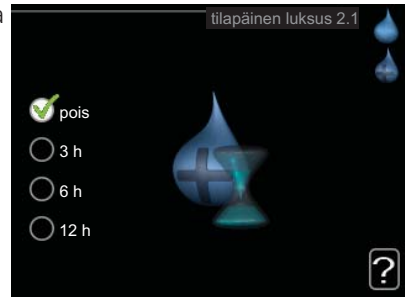 a
tilapäinen luksus 2.1
pois
3 h
6 h
12 h
?